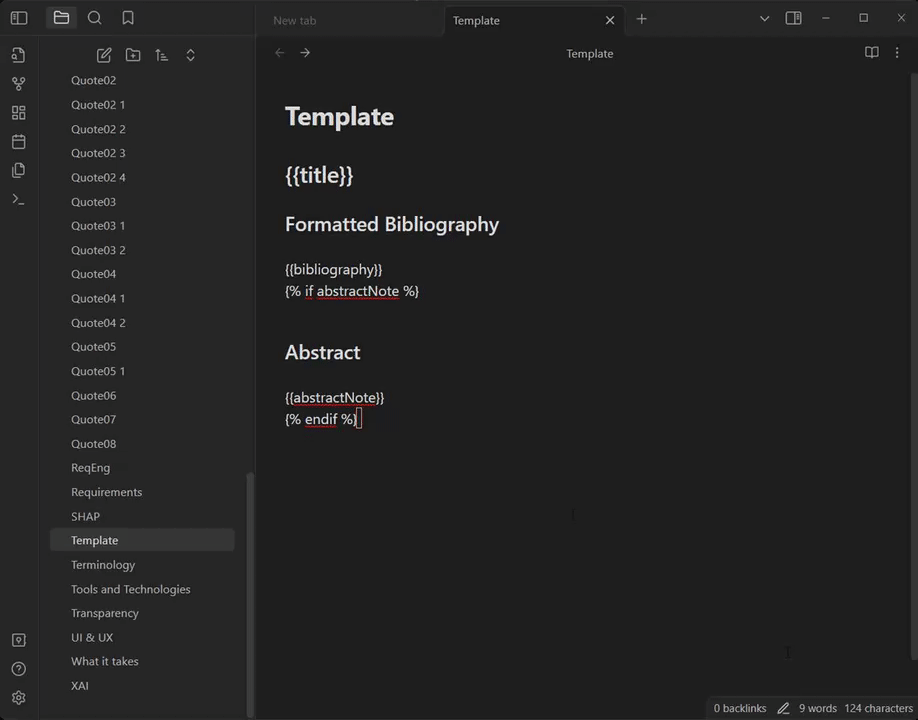 New tab
Template
Template
Quote02
Quote02 1
Quote02 2
Quote02 3
Quote02 4
Quote03
Quote03 1
Quote03 2
Quote04
Quote04 1
Quote04 2
Quote05
Quote05 1
Quote06
Quote07
Quote08
ReqEng
Requirements
SHAP
Template
Terminology
Tools and Technologies
Transparency
UI & UX
What it takes
XAI
Template
{{title}}
Formatted Bibliography
{{bibliography}}
{% if abstractNote %}
Abstract
{{abstractNote}}
{% endif %}
0 backlinks 9 words 124 characters